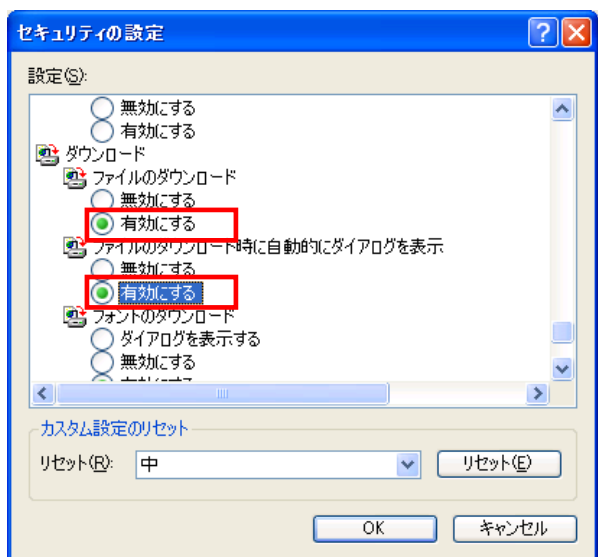 セキュリティの設定
設定(S):
無効にする
有効にする
ダウンロード
ファイルのダウンロード
無効にする
有効にする
ファイルのダウンロード時に自動的にダイアログを表示
無効にする
有効にする
フォントのダウンロード
ダイアログを表示する
無効にする
カスタム設定のリセット
リセット(R): 中 リセット(E)
OK キャンセル